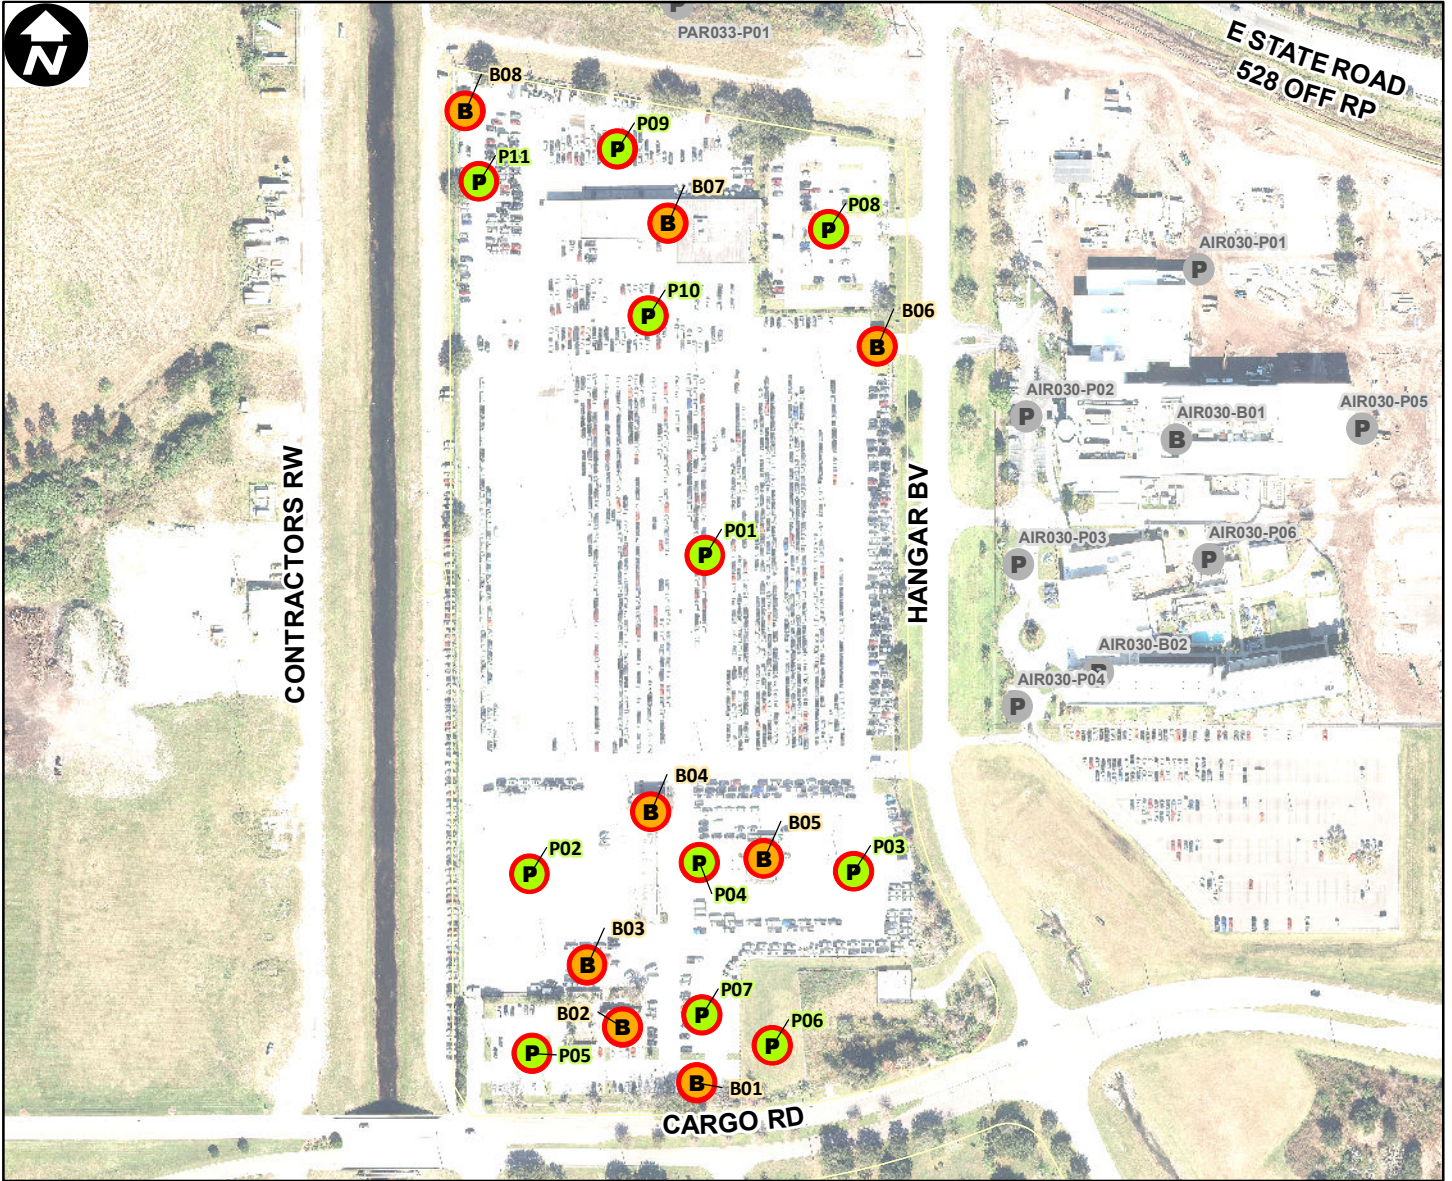 N
P
PAR033-P01
E STATE ROAD
528 OFF RP
B08
B
P09
P
P11
P
B07
B
P08
P
AIR030-P01
P
P10
P
B06
B
AIR030-P02
P
AIR030-B01
B
AIR030-P05
P
CONTRACTORS RW
HANGAR BV
P01
P
AIR030-P03
P
AIR030-P06
P
AIR030-B02
B
AIR030-P04
P
B04
B
B05
B
P02
P
P
P04
P03
P
B03
B
P07
P
B02
B
P06
P
P
P05
B
B01
CARGO RD